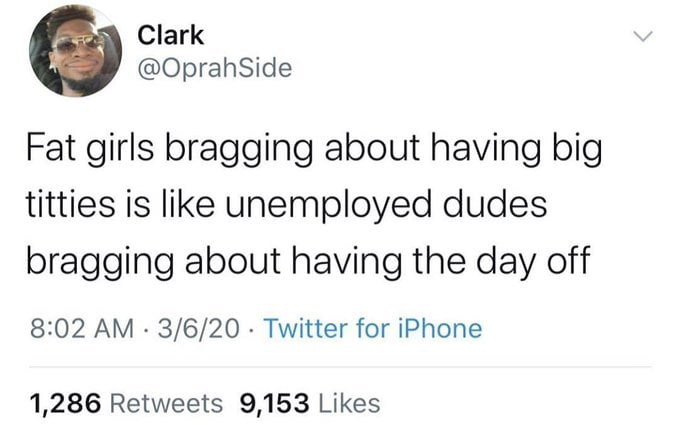 Clark
@OprahSide
Fat girls bragging about having big
titties is like unemployed dudes
bragging about having the day off
8:02 AM · 3/6/20 · Twitter for iPhone
1,286 Retweets 9,153 Likes